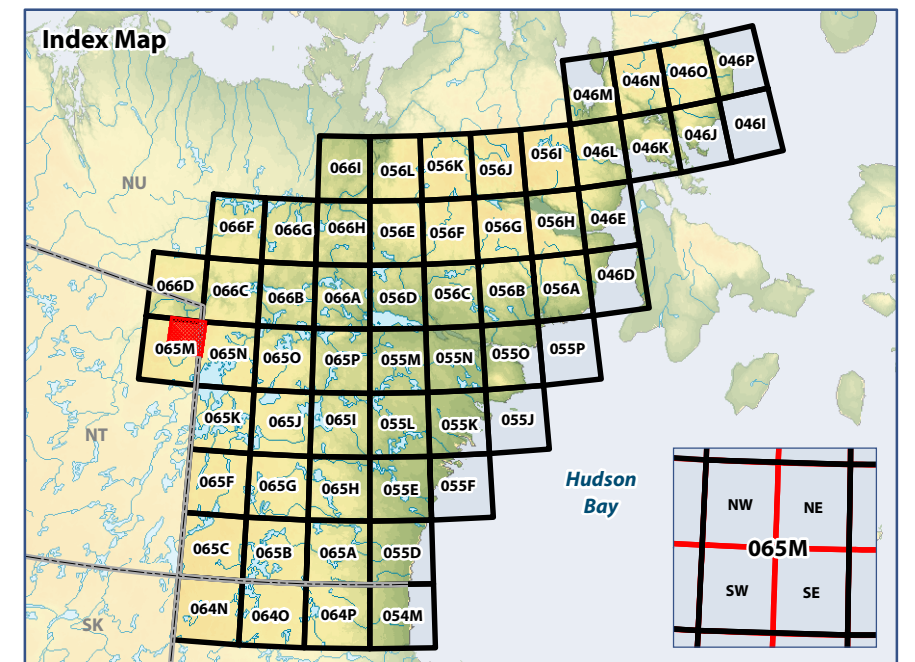 Index Map
046P
046O
046N
046M
046I
046J
046K
046L
056I
056J
056K
056L
066I
NU
046E
056H
056G
056F
056E
066H
066G
066F
046D
056A
056B
056C
056D
066A
066B
066C
066D
065M
065N
065O
065P
055M
055N
055O
055P
065K
065J
065I
055L
055K
055J
NT
065F
065G
065H
055E
055F
Hudson
Bay
065C
065B
065A
055D
064N
064O
064P
054M
SK
NW
NE
065M
SW
SE